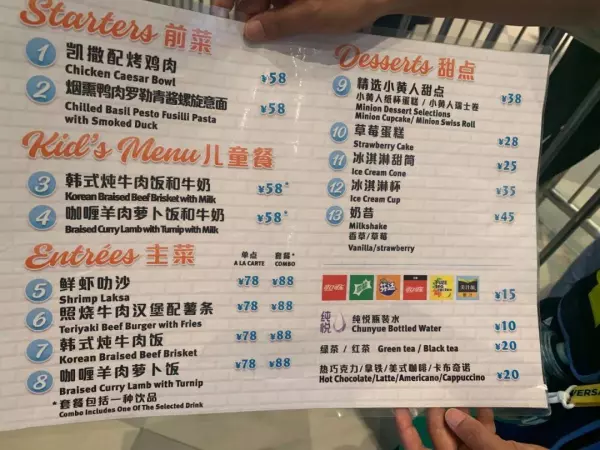 Starters 前菜
1 凯撒配烤鸡肉 ¥58
Chicken Caesar Bowl
2 烟熏鸭肉罗勒青酱螺旋意面 ¥58
Chilled Basil Pesto Fusilli Pasta
with Smoked Duck
Kid's Menu 儿童餐
3 韩式炖牛肉饭和牛奶 ¥58*
Korean Braised Beef Brisket with Milk
4 咖喱羊肉萝卜饭和牛奶 ¥58*
Braised Curry Lamb with Turnip with Milk
Entrées 主菜 单点 套餐*
A LA CARTE COMBO
5 鲜虾叻沙 ¥78 ¥88
Shrimp Laksa
6 照烧牛肉汉堡配薯条 ¥78 ¥88
Teriyaki Beef Burger with Fries
7 韩式炖牛肉饭 ¥78 ¥88
Korean Braised Beef Brisket
8 咖喱羊肉萝卜饭 ¥78 ¥88
Braised Curry Lamb with Turnip
*套餐包括一种饮品
Combo Includes One Of The Selected Drink
Desserts 甜点
9 精选小黄人甜点 ¥38
小黄人纸杯蛋糕 / 小黄人瑞士卷
Minion Dessert Selections
Minion Cupcake/ Minion Swiss Roll
10 草莓蛋糕 ¥28
Strawberry Cake
11 冰淇淋甜筒 ¥25
Ice Cream Cone
12 冰淇淋杯 ¥35
Ice Cream Cup
13 奶昔 ¥45
Milkshake
香草/草莓
Vanilla/strawberry
芬达 ¥15
纯悦 纯悦瓶装水 ¥10
Chunyue Bottled Water
绿茶 / 红茶 Green tea / Black tea ¥20
热巧克力/拿铁/美式咖啡/卡布奇诺 ¥20
Hot Chocolate/Latte/Americano/Cappuccino
VERSA